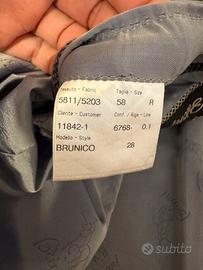 Tessuto - Fabric Taglia - Size
5811/5203 58 R
Cliente - Customer Conf. / Riga - Line
11842-1 6768- 0.1
Modello - Style
BRUNICO 28
subito